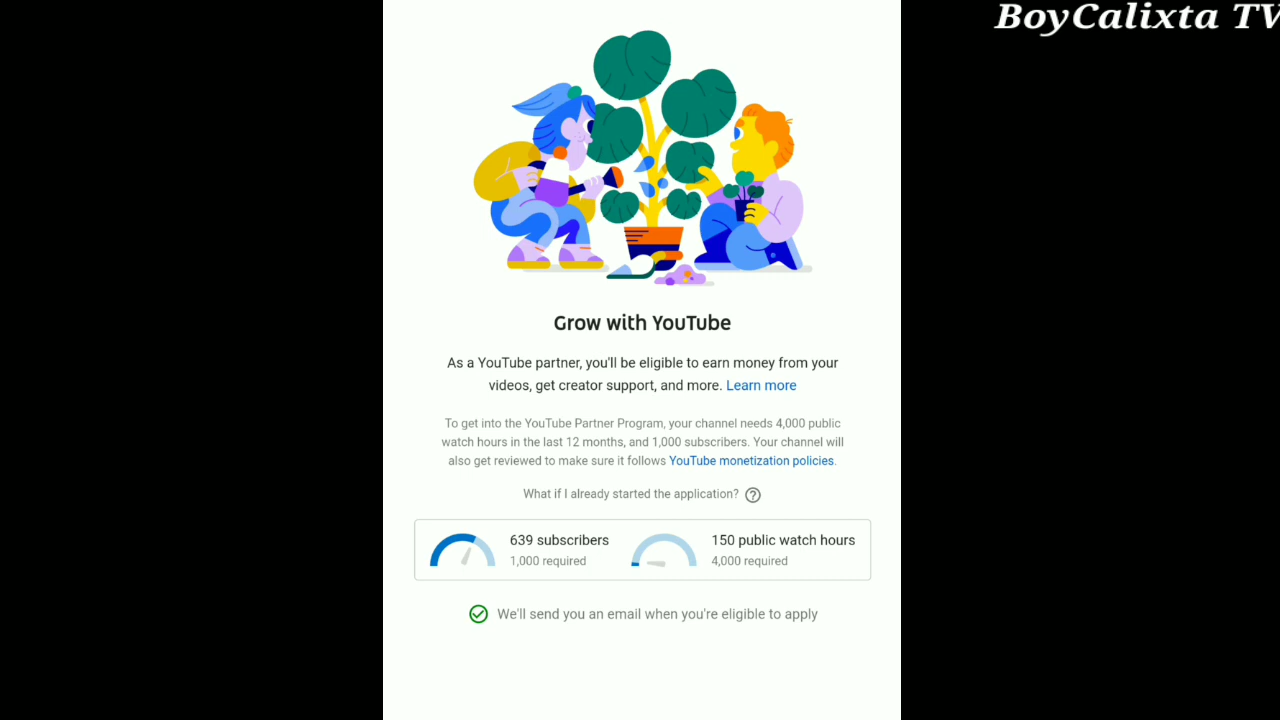 BoyCalixta TV
Grow with YouTube
As a YouTube partner, you'll be eligible to earn money from your
videos, get creator support, and more. Learn more
To get into the YouTube Partner Program, your channel needs 4,000 public
watch hours in the last 12 months, and 1,000 subscribers. Your channel will
also get reviewed to make sure it follows YouTube monetization policies.
What if I already started the application?
639 subscribers
1,000 required
150 public watch hours
4,000 required
We'll send you an email when you're eligible to apply